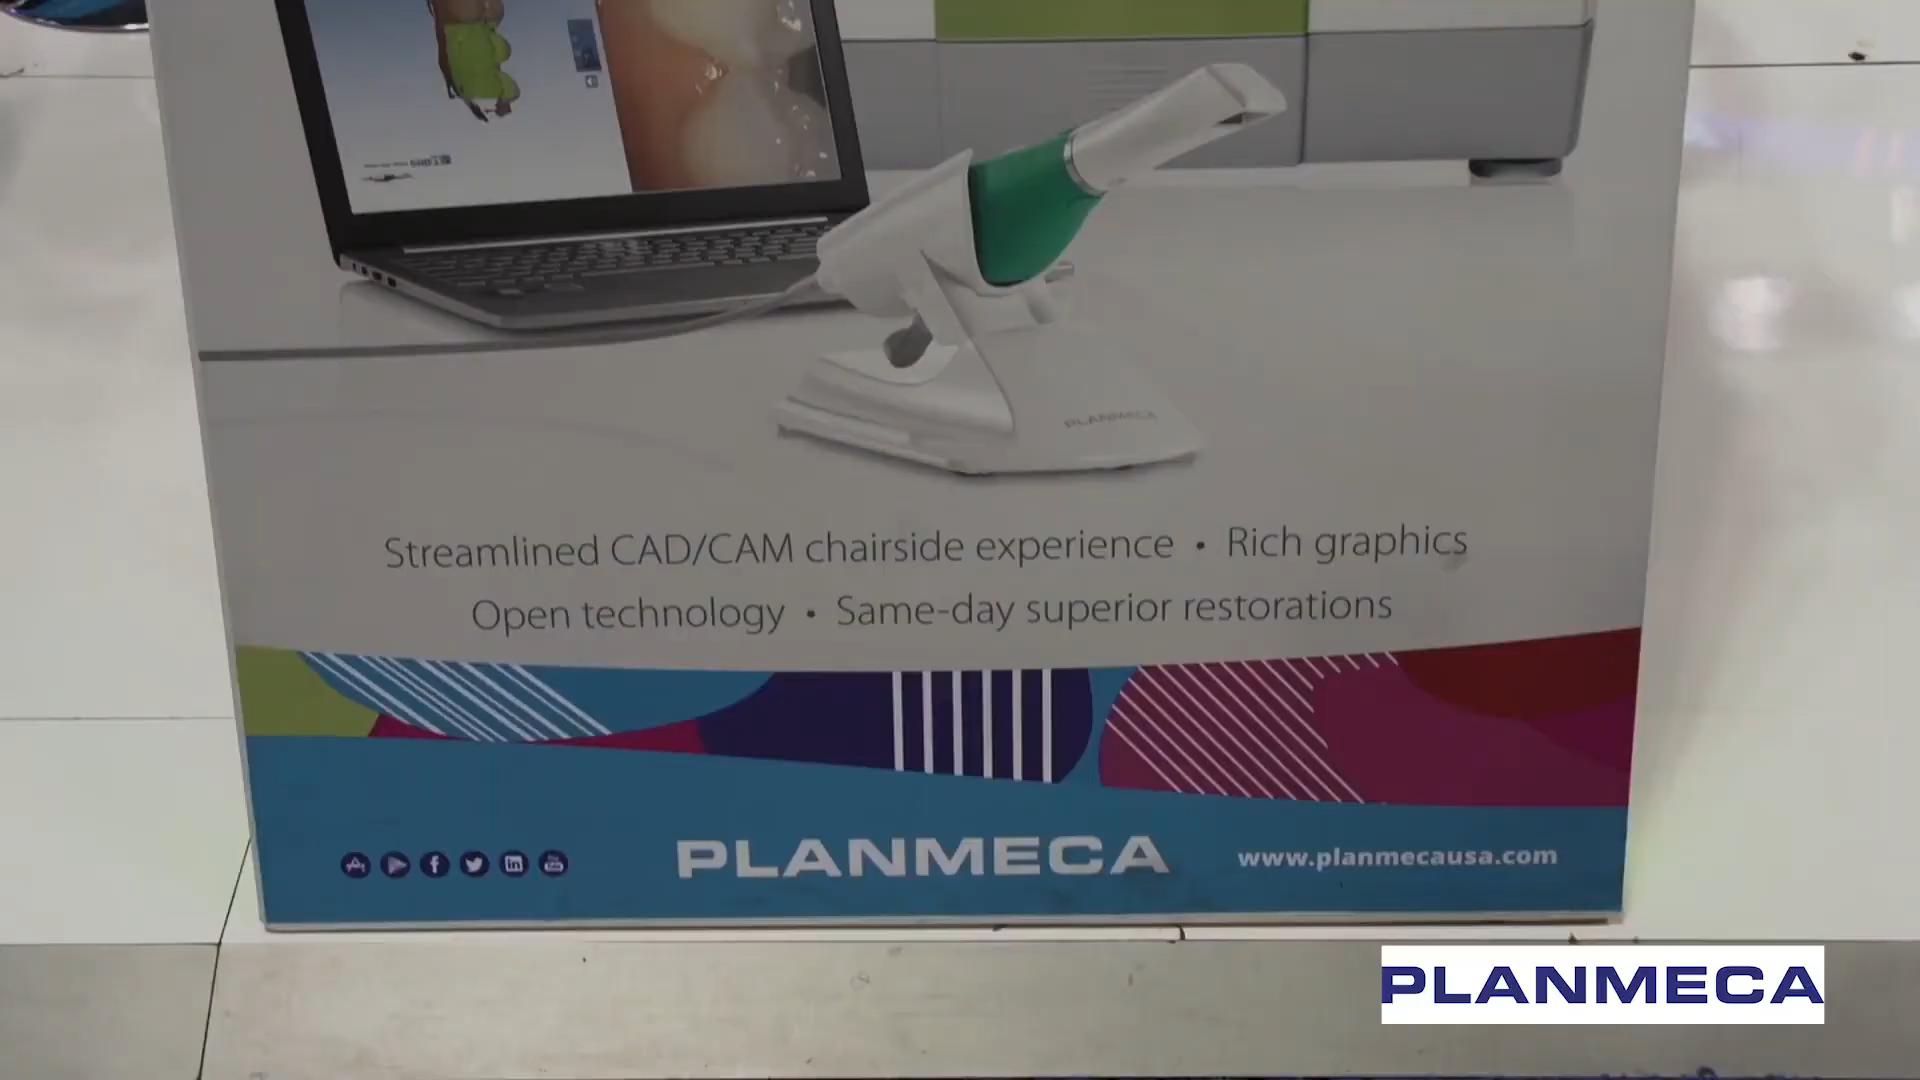 PLANMECA
Streamlined CAD/CAM chairside experience • Rich graphics
Open technology • Same-day superior restorations
PLANMECA www.planmecausa.com
PLANMECA